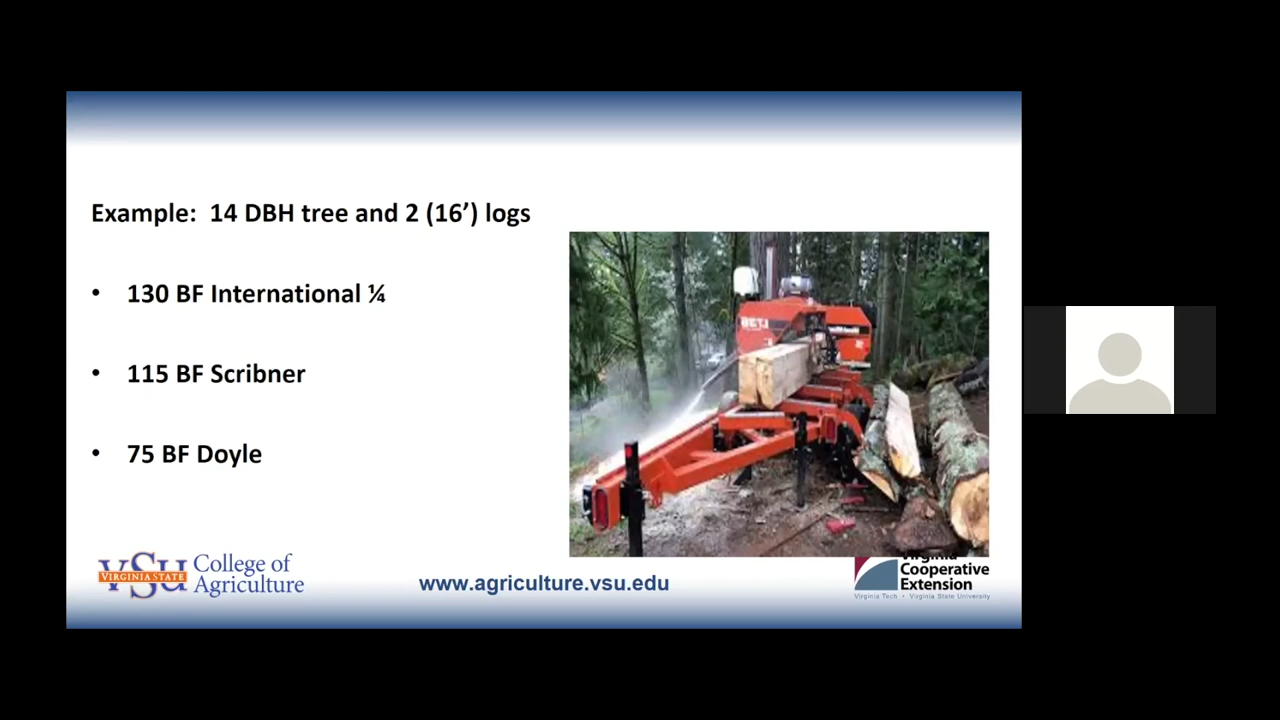 Example: 14 DBH tree and 2 (16’) logs
• 130 BF International ¼
• 115 BF Scribner
• 75 BF Doyle
VSU
VIRGINIA STATE
College of
Agriculture
www.agriculture.vsu.edu
Virginia
Cooperative
Extension
Virginia Tech • Virginia State University